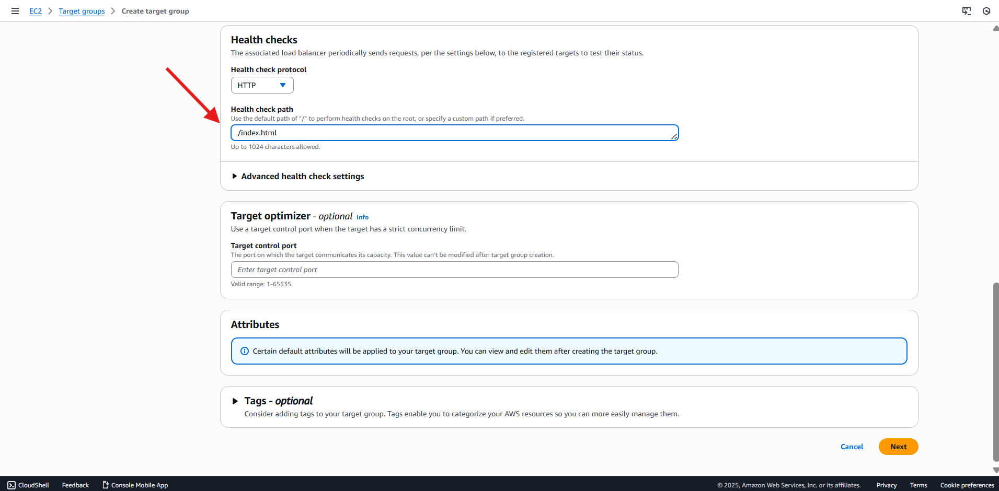 EC2 > Target groups > Create target group
Health checks
The associated load balancer periodically sends requests, per the settings below, to the registered targets to test their status.
Health check protocol
HTTP
Health check path
Use the default path of "/" to perform health checks on the root, or specify a custom path if preferred.
/index.html
Up to 1024 characters allowed.
Advanced health check settings
Target optimizer - optional Info
Use a target control port when the target has a strict concurrency limit.
Target control port
The port on which the target communicates its capacity. This value can't be modified after target group creation.
Enter target control port
Valid range: 1-65535
Attributes
Certain default attributes will be applied to your target group. You can view and edit them after creating the target group.
Tags - optional
Consider adding tags to your target group. Tags enable you to categorize your AWS resources so you can more easily manage them.
Cancel Next
CloudShell Feedback Console Mobile App © 2025, Amazon Web Services, Inc. or its affiliates. Privacy Terms Cookie preferences